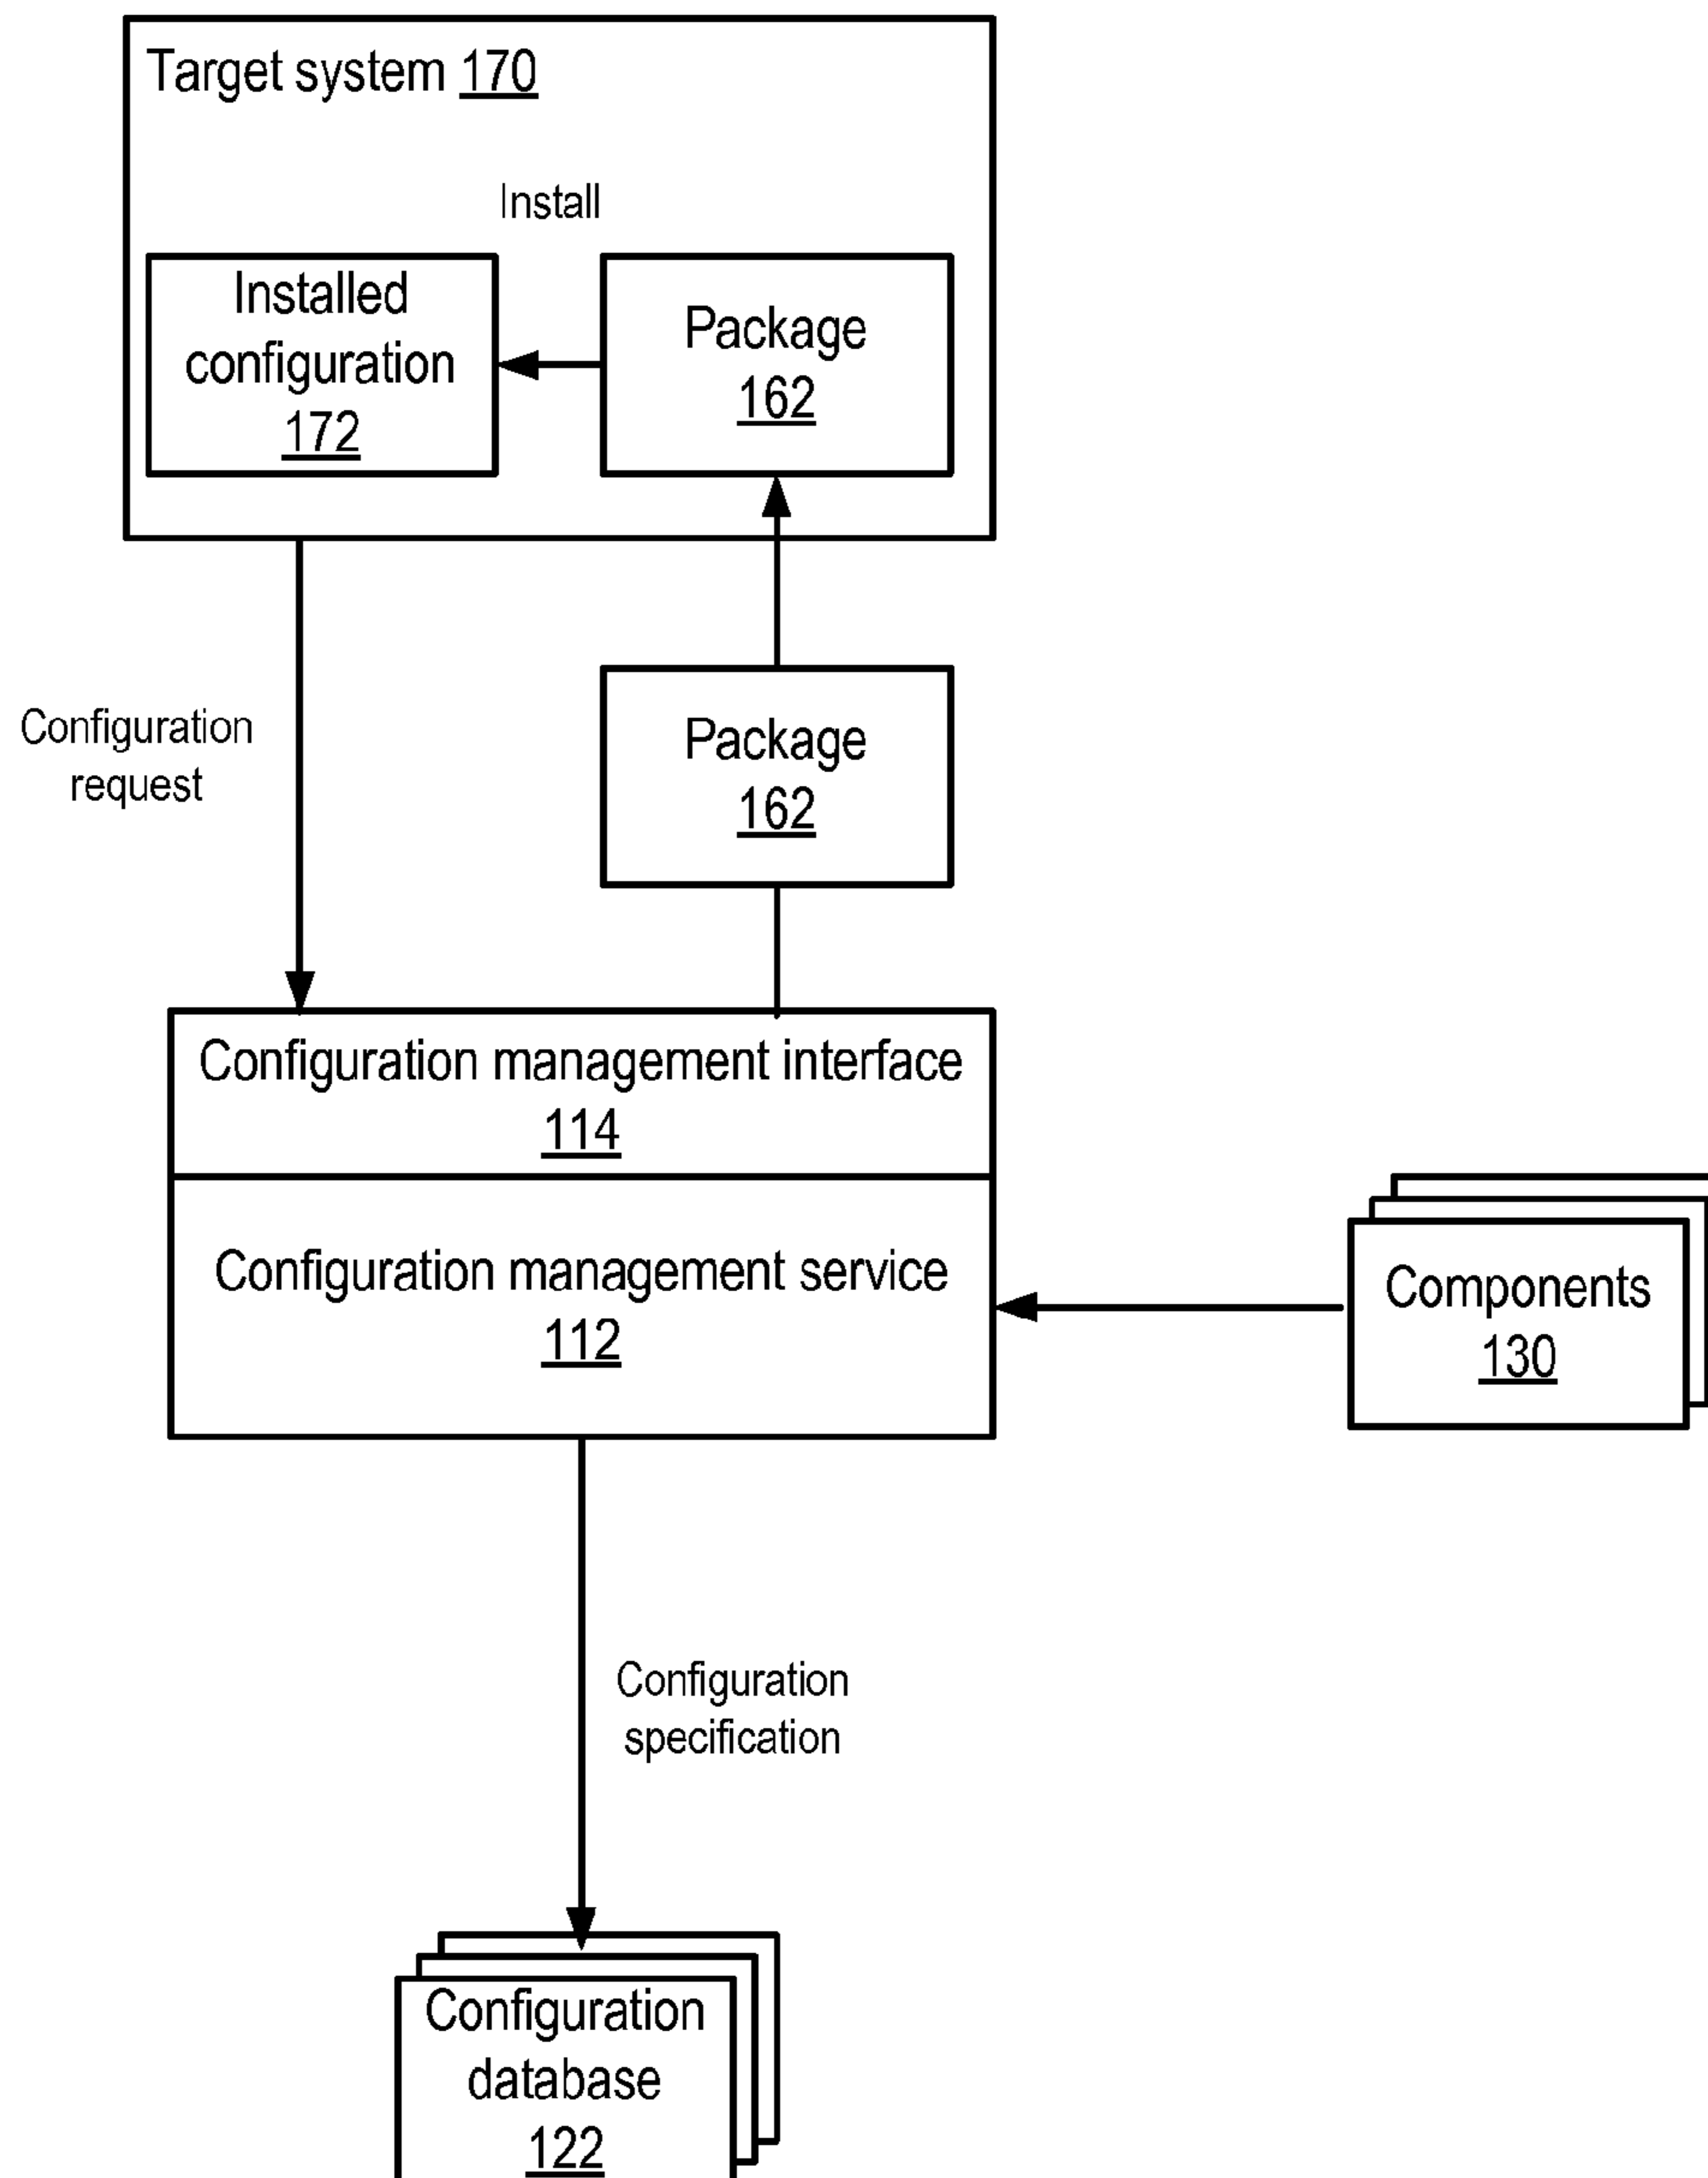 Target system 170
Install
Installed
configuration
172
Package
162
Configuration
request
Package
162
Configuration management interface
114
Configuration management service
112
Components
130
Configuration
specification
Configuration
database
122